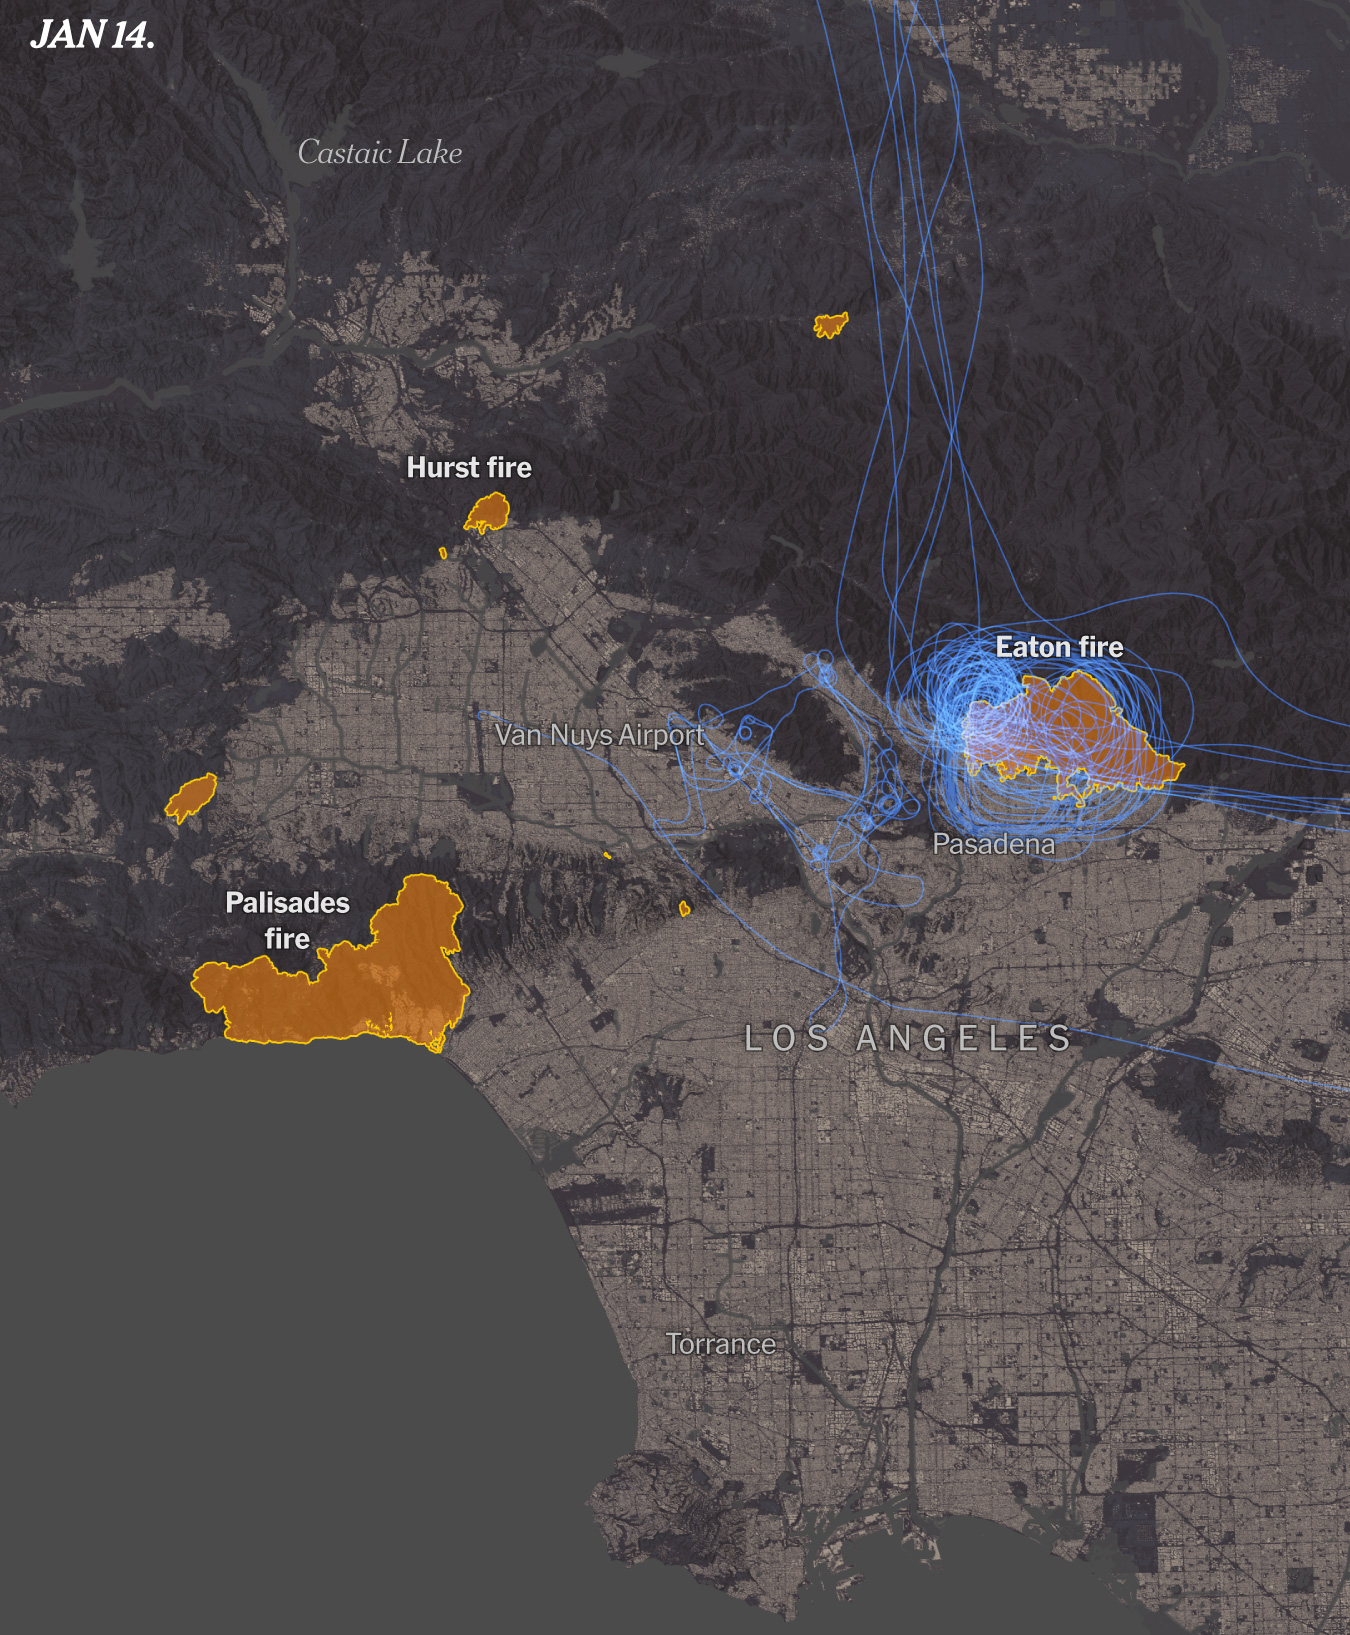 JAN 14.
Castaic Lake
Hurst fire
Eaton fire
Van Nuys Airport
Pasadena
Palisades
fire
LOS ANGELES
Torrance